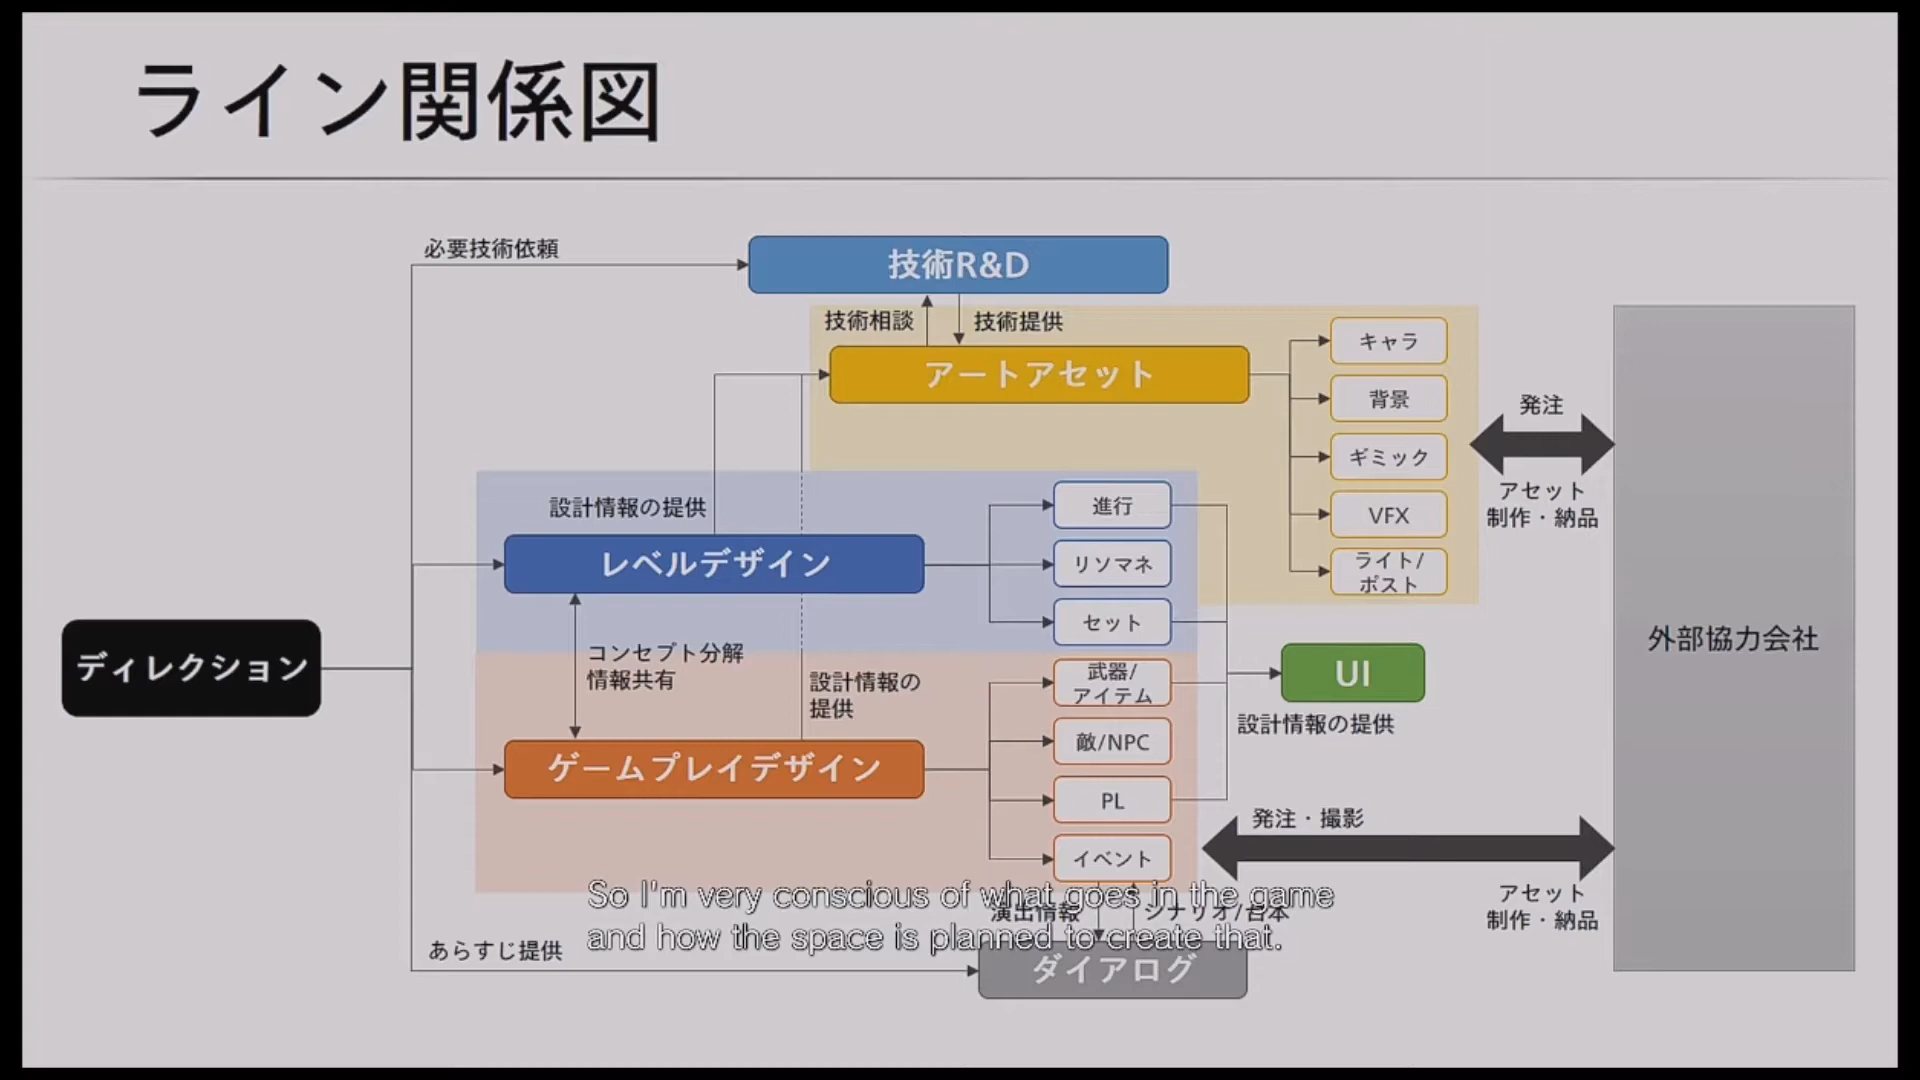 ライン関係図
必要技術依頼
技術R&D
技術相談
技術提供
アートアセット
キャラ
背景
ギミック
VFX
ライト/
ポスト
発注
アセット
制作・納品
設計情報の提供
レベルデザイン
進行
リソマネ
セット
ディレクション
コンセプト分解
情報共有
設計情報の
提供
ゲームプレイデザイン
武器/
アイテム
敵/NPC
PL
イベント
UI
設計情報の提供
外部協力会社
発注・撮影
アセット
制作・納品
演出情報
シナリオ/台本
あらすじ提供
ダイアログ
So I'm very conscious of what goes in the game
and how the space is planned to create that.